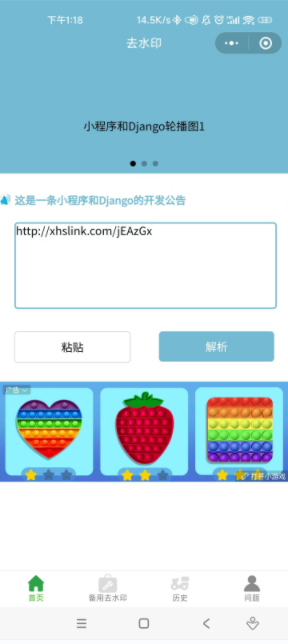 下午1:18
14.5K/s
去水印
小程序和Django轮播图1
这是一条小程序和Django的开发公告
http://xhslink.com/jEAzGx
粘贴
解析
广告
打开小游戏
首页
备用去水印
历史
问题